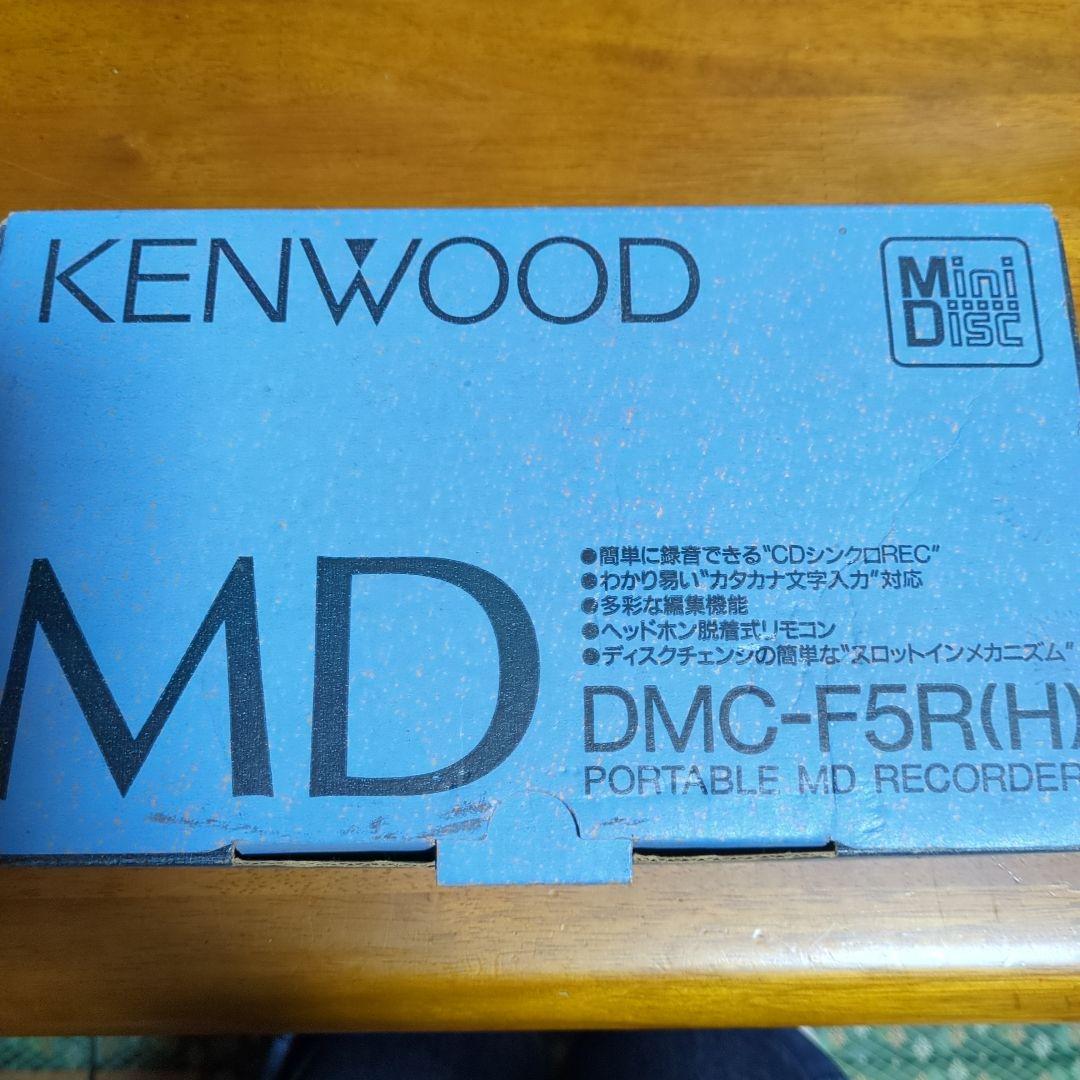 KENWOOD
Mini
Disc
MD
●簡単に録音できる"CDシンクロREC"
●わかり易い"カタカナ文字入力"対応
●多彩な編集機能
●ヘッドホン脱着式リモコン
●ディスクチェンジの簡単な"スロットインメカニズム"
DMC-F5R(H)
PORTABLE MD RECORDER